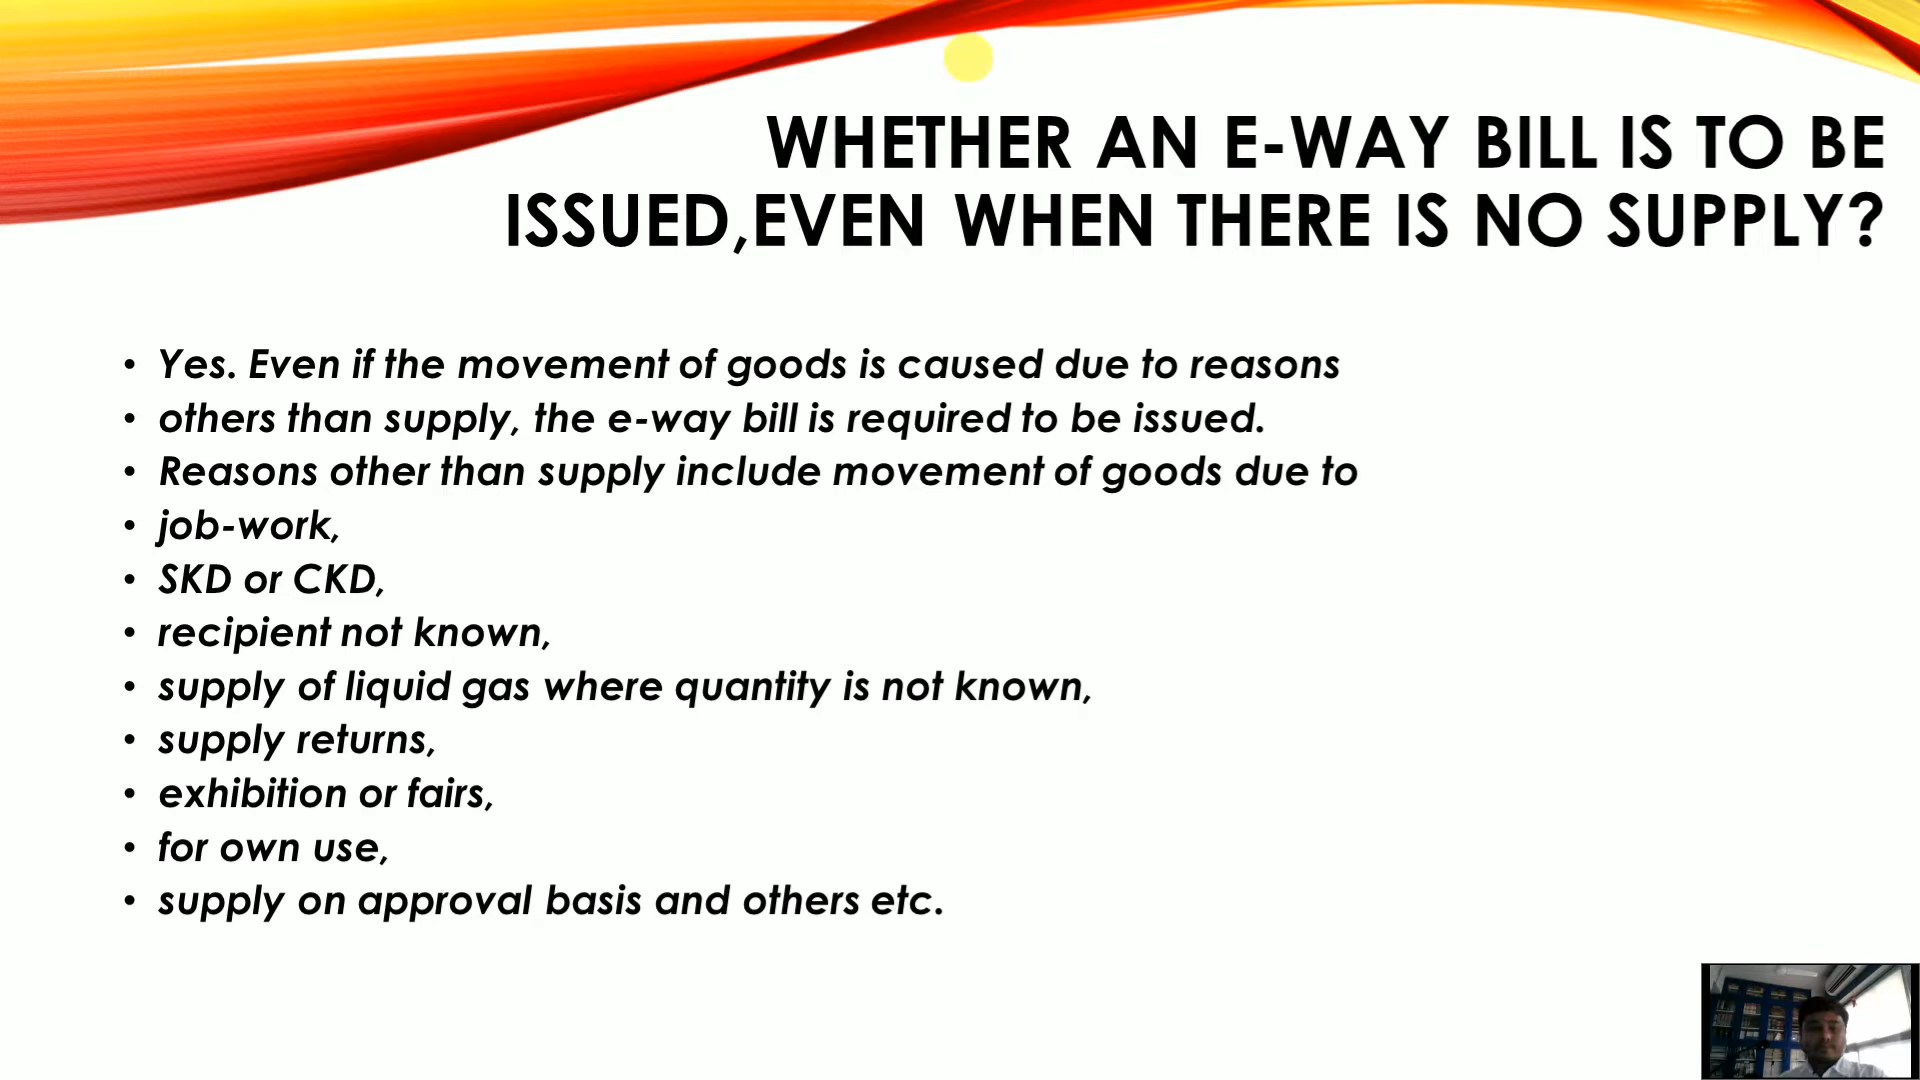 WHETHER AN E-WAY BILL IS TO BE
ISSUED,EVEN WHEN THERE IS NO SUPPLY?
• Yes. Even if the movement of goods is caused due to reasons
• others than supply, the e-way bill is required to be issued.
• Reasons other than supply include movement of goods due to
• job-work,
• SKD or CKD,
• recipient not known,
• supply of liquid gas where quantity is not known,
• supply returns,
• exhibition or fairs,
• for own use,
• supply on approval basis and others etc.